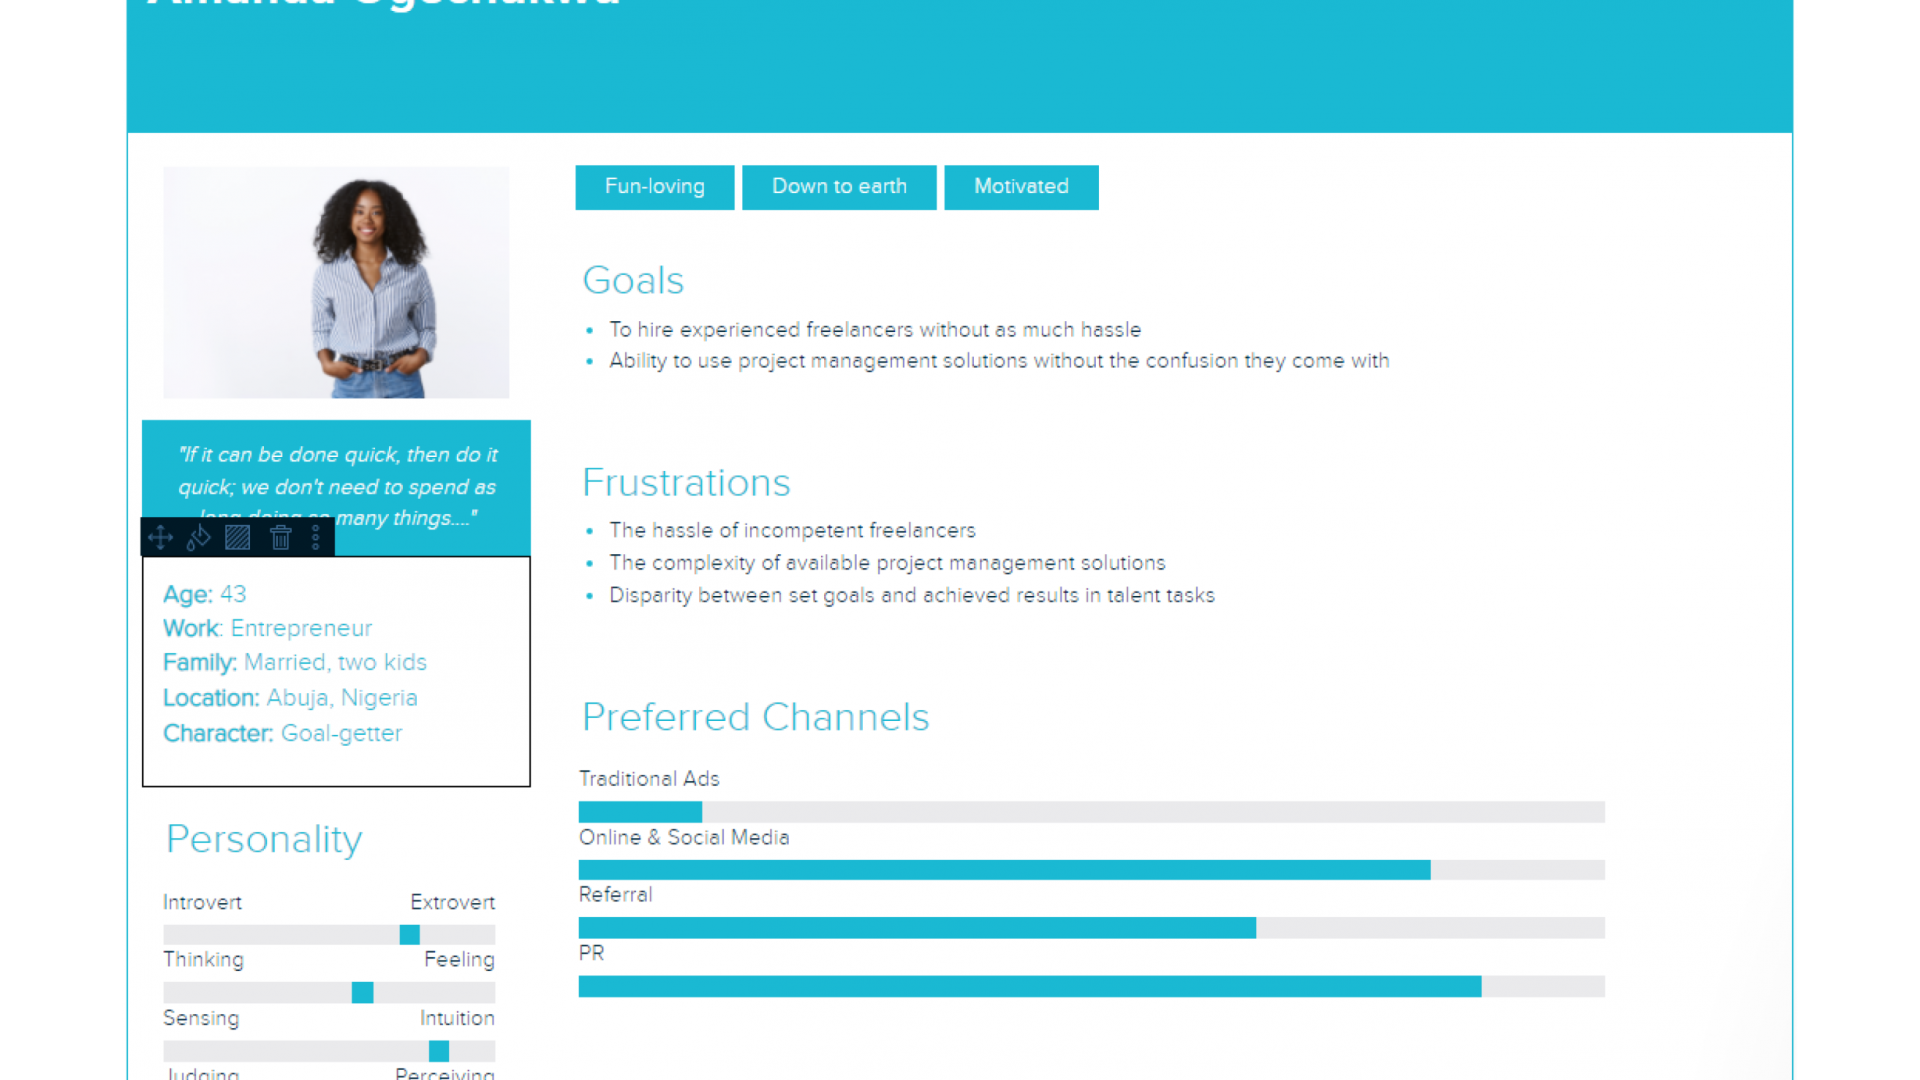 Amanda
Fun-loving
Down to earth
Motivated
Goals
• To hire experienced freelancers without as much hassle
• Ability to use project management solutions without the confusion they come with
"If it can be done quick, then do it
quick; we don't need to spend as
long doing so many things...."
Age: 43
Work: Entrepreneur
Family: Married, two kids
Location: Abuja, Nigeria
Character: Goal-getter
Frustrations
• The hassle of incompetent freelancers
• The complexity of available project management solutions
• Disparity between set goals and achieved results in talent tasks
Personality
Introvert Extrovert
Thinking Feeling
Sensing Intuition
Judging Perceiving
Preferred Channels
Traditional Ads
Online & Social Media
Referral
PR